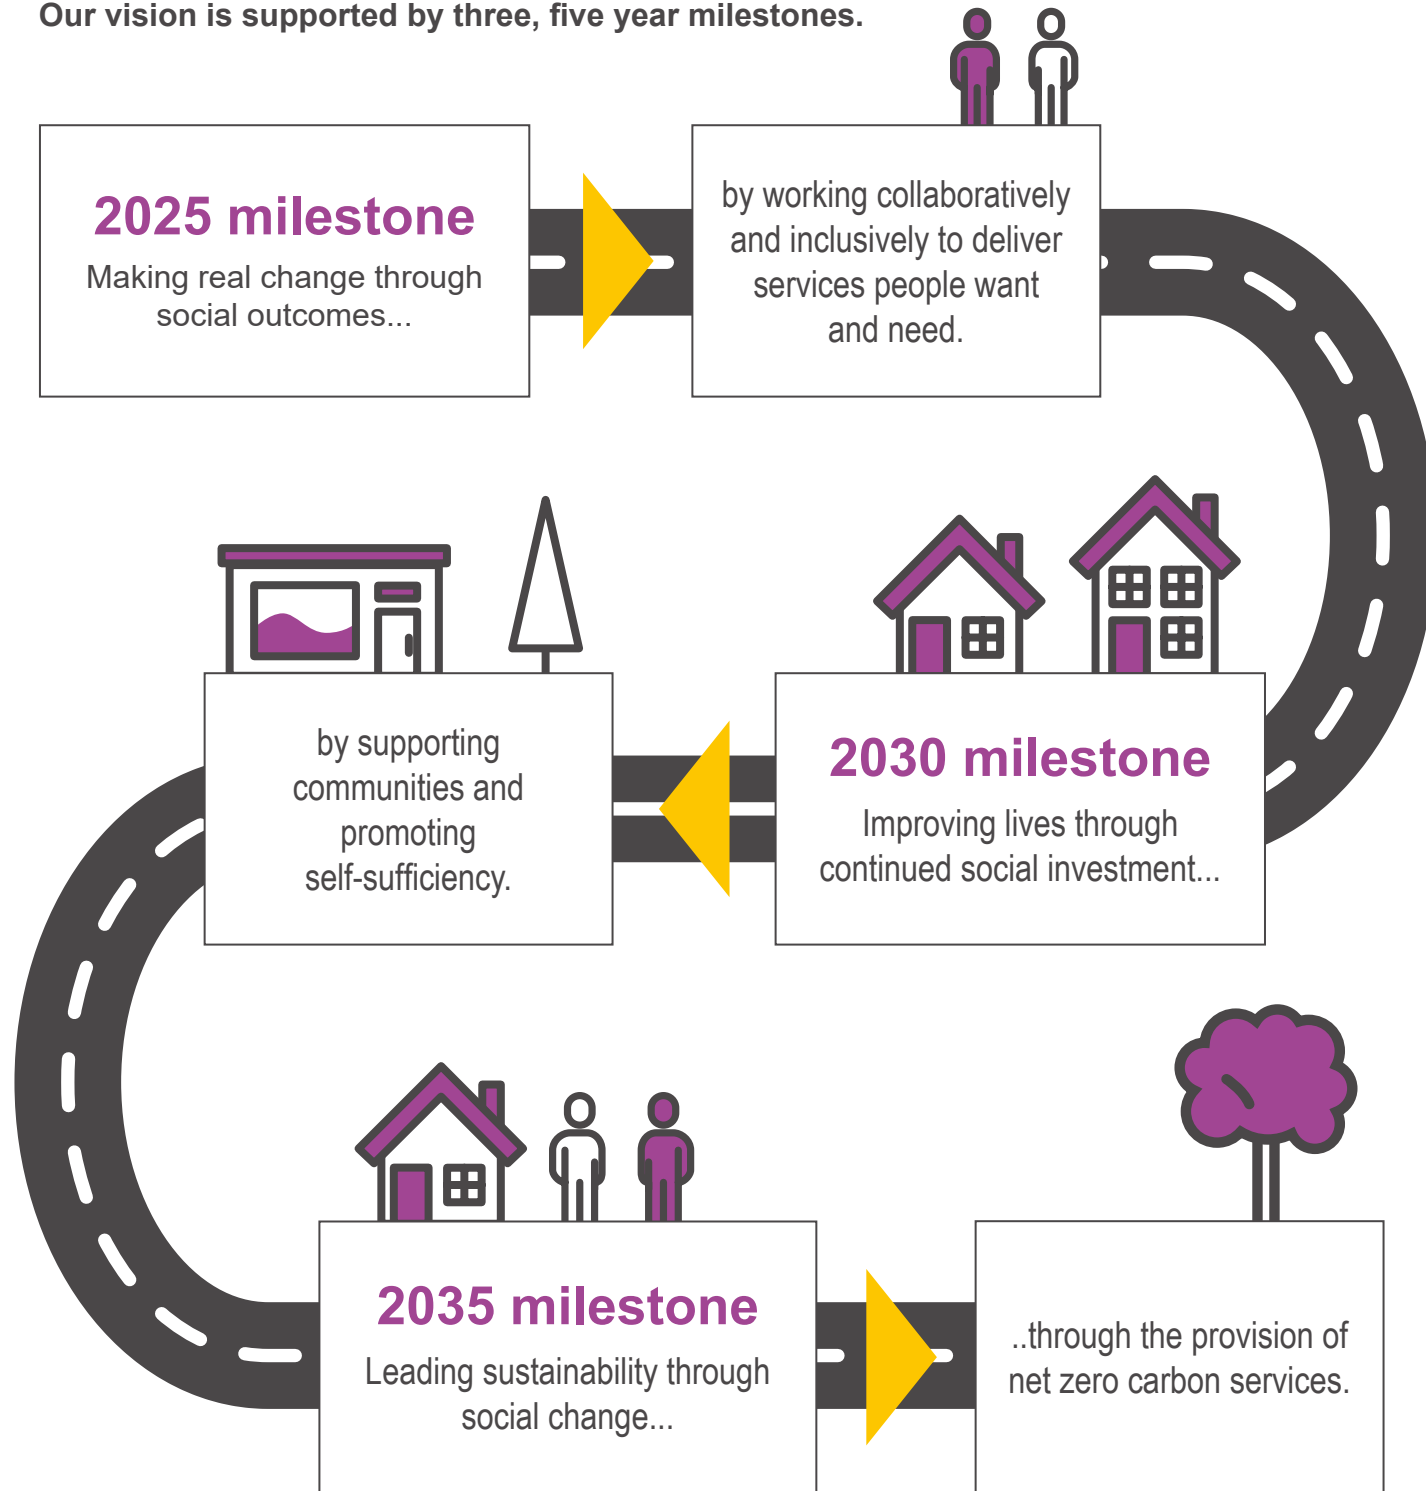 Our vision is supported by three, five year milestones.
2025 milestone
Making real change through
social outcomes...
by working collaboratively
and inclusively to deliver
services people want
and need.
2030 milestone
Improving lives through
continued social investment...
by supporting
communities and
promoting
self-sufficiency.
2035 milestone
Leading sustainability through
social change...
..through the provision of
net zero carbon services.